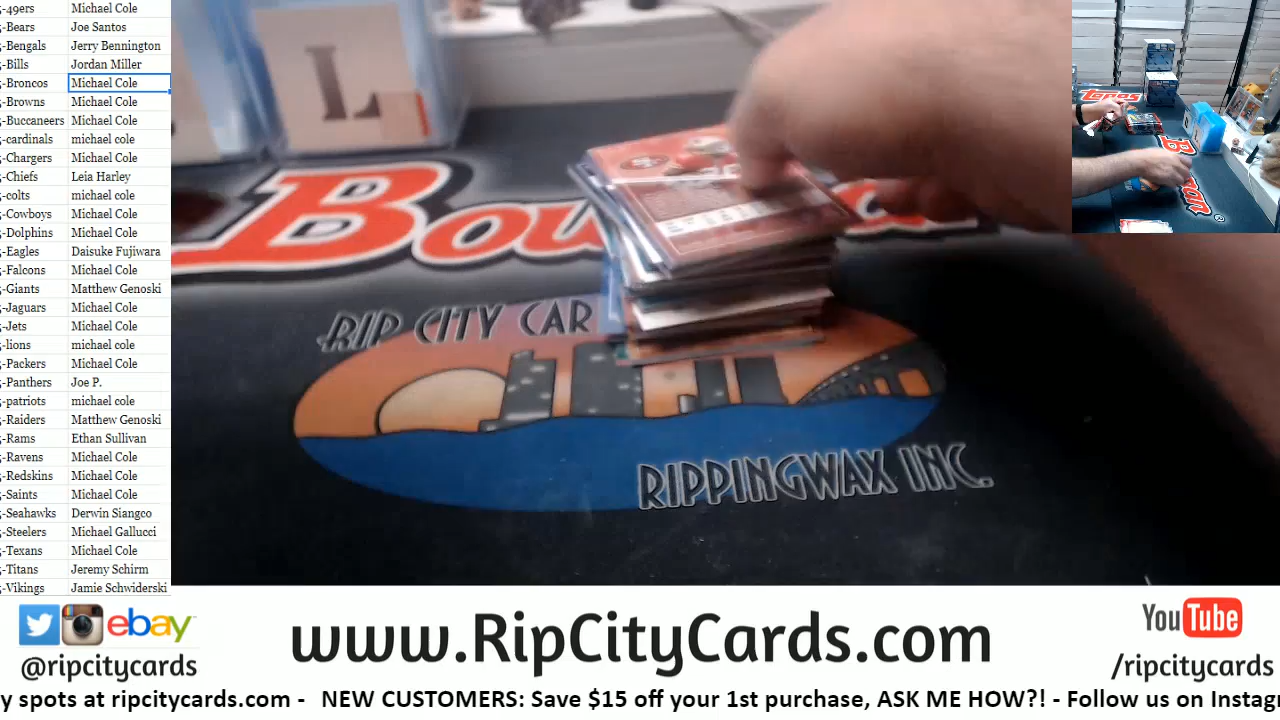 -49ers Michael Cole
-Bears Joe Santos
-Bengals Jerry Bennington
-Bills Jordan Miller
-Broncos Michael Cole
-Browns Michael Cole
-Buccaneers Michael Cole
-cardinals michael cole
-Chargers Michael Cole
-Chiefs Leia Harley
-colts michael cole
-Cowboys Michael Cole
-Dolphins Michael Cole
-Eagles Daisuke Fujiwara
-Falcons Michael Cole
-Giants Matthew Genoski
-Jaguars Michael Cole
-Jets Michael Cole
-lions michael cole
-Packers Michael Cole
-Panthers Joe P.
-patriots michael cole
-Raiders Matthew Genoski
-Rams Ethan Sullivan
-Ravens Michael Cole
-Redskins Michael Cole
-Saints Michael Cole
-Seahawks Derwin Siangco
-Steelers Michael Gallucci
-Texans Michael Cole
-Titans Jeremy Schirm
-Vikings Jamie Schwiderski
L
Bow
RIP CITY CAR
RIPPINGWAX INC.
Topps
ebay
@ripcitycards
www.RipCityCards.com
YouTube
/ripcitycards
y spots at ripcitycards.com - NEW CUSTOMERS: Save $15 off your 1st purchase, ASK ME HOW?! - Follow us on Instag